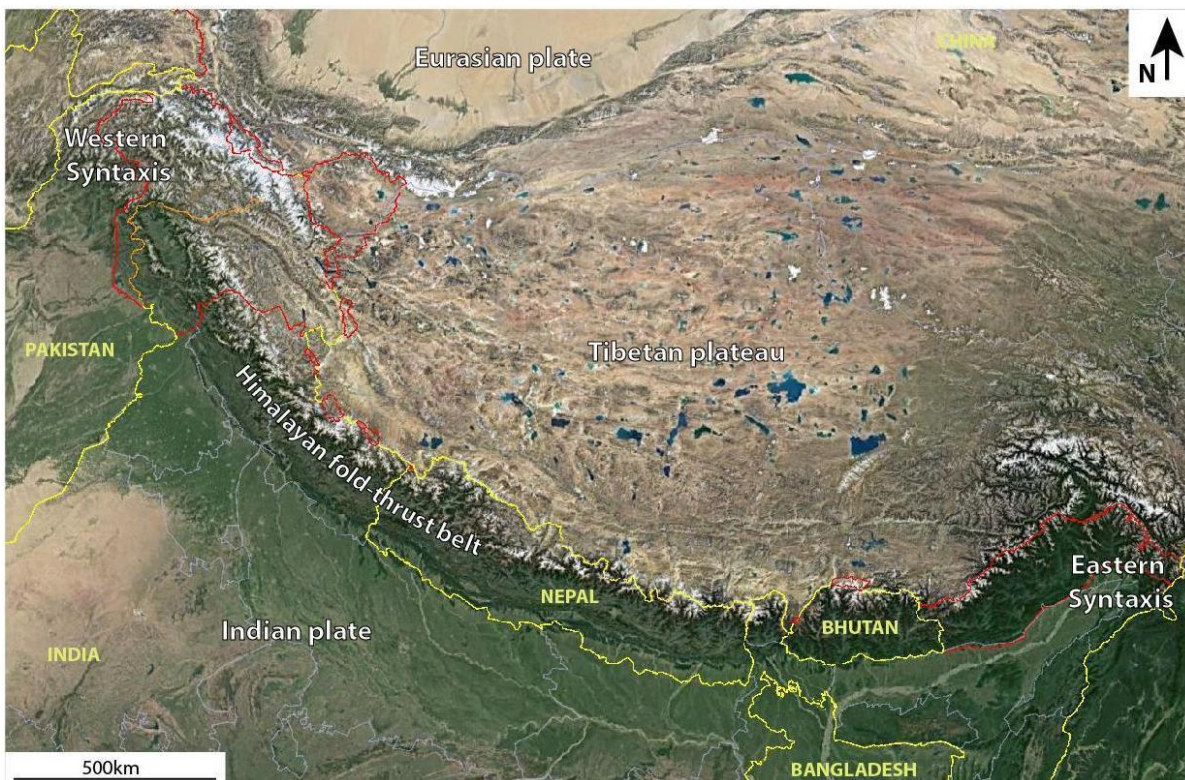 Eurasian plate
CHINA
N
Western
Syntaxis
PAKISTAN
Tibetan plateau
Himalayan fold-thrust belt
Eastern
Syntaxis
NEPAL
BHUTAN
Indian plate
INDIA
500km
BANGLADESH